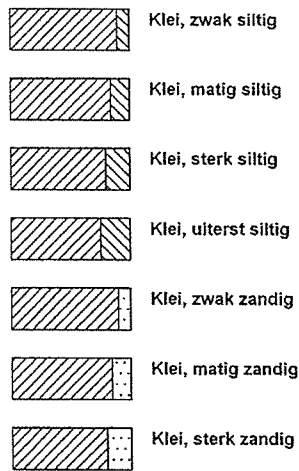 Klei, zwak siltig
Klei, matig siltig
Klei, sterk siltig
Klei, uiterst siltig
Klei, zwak zandig
Klei, matig zandig
Klei, sterk zandig